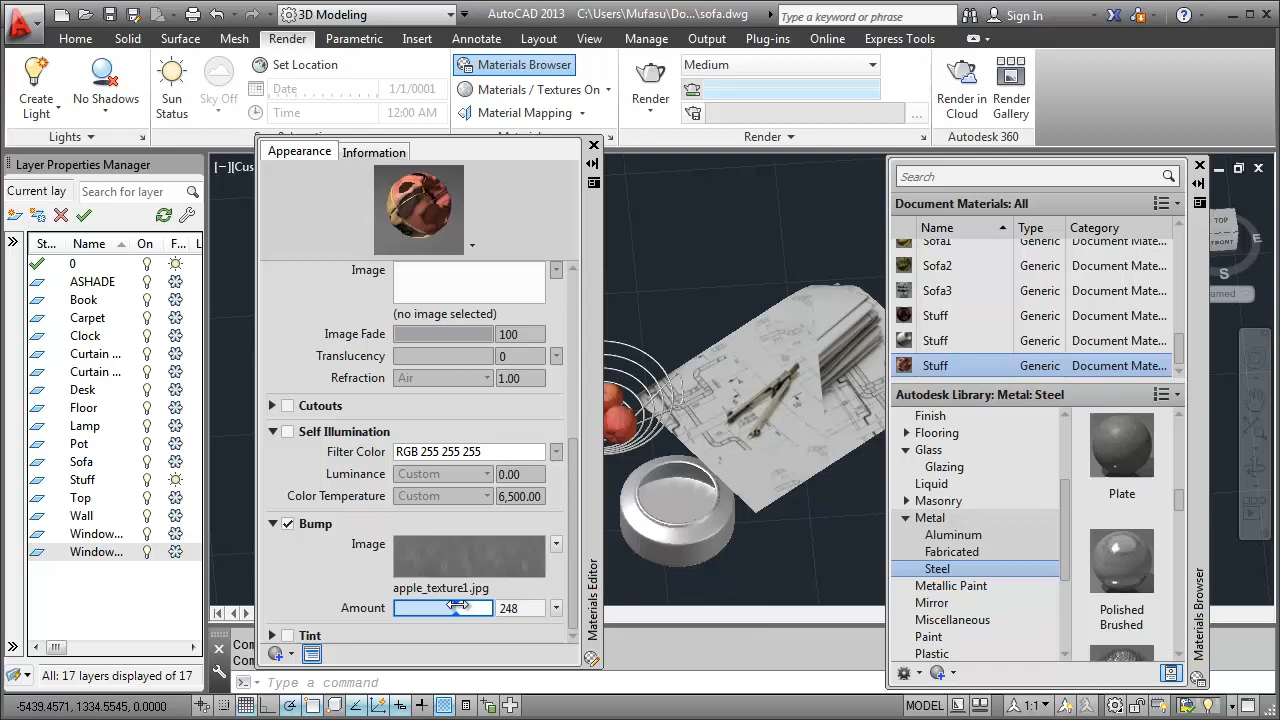 3D Modeling AutoCAD 2013 C:\Users\Mufasu\Do...\sofa.dwg Type a keyword or phrase Sign In
Home Solid Surface Mesh Render Parametric Insert Annotate Layout View Manage Output Plug-ins Online Express Tools
Create Light
No Shadows
Lights
Sun Status
Sky Off
Set Location
Date 1/1/0001
Time 12:00 AM
Materials Browser
Materials / Textures On
Material Mapping
Render
Medium
Render
Render in Cloud
Render Gallery
Autodesk 360
Layer Properties Manager
Current lay Search for layer
St... Name On F... L
0
ASHADE
Book
Carpet
Clock
Curtain ...
Curtain ...
Desk
Floor
Lamp
Pot
Sofa
Stuff
Top
Wall
Window...
Window...
All: 17 layers displayed of 17
[−][Cus
Appearance Information
Image
(no image selected)
Image Fade 100
Translucency 0
Refraction Air 1.00
Cutouts
Self Illumination
Filter Color RGB 255 255 255
Luminance Custom 0.00
Color Temperature Custom 6,500.00
Bump
Image
apple_texture1.jpg
Amount 248
Tint
Materials Editor
Search
Document Materials: All
Name Type Category
Sofa1 Generic Document Mate...
Sofa2 Generic Document Mate...
Sofa3 Generic Document Mate...
Stuff Generic Document Mate...
Stuff Generic Document Mate...
Stuff Generic Document Mate...
Autodesk Library: Metal: Steel
Finish
Flooring
Glass
Glazing
Liquid
Masonry
Metal
Aluminum
Fabricated
Steel
Metallic Paint
Mirror
Miscellaneous
Paint
Plastic
Plate
Polished Brushed
Materials Browser
TOP
FRONT
E
S
named
Com
Com
Type a command
-5439.4571, 1334.5545, 0.0000 MODEL 1:1